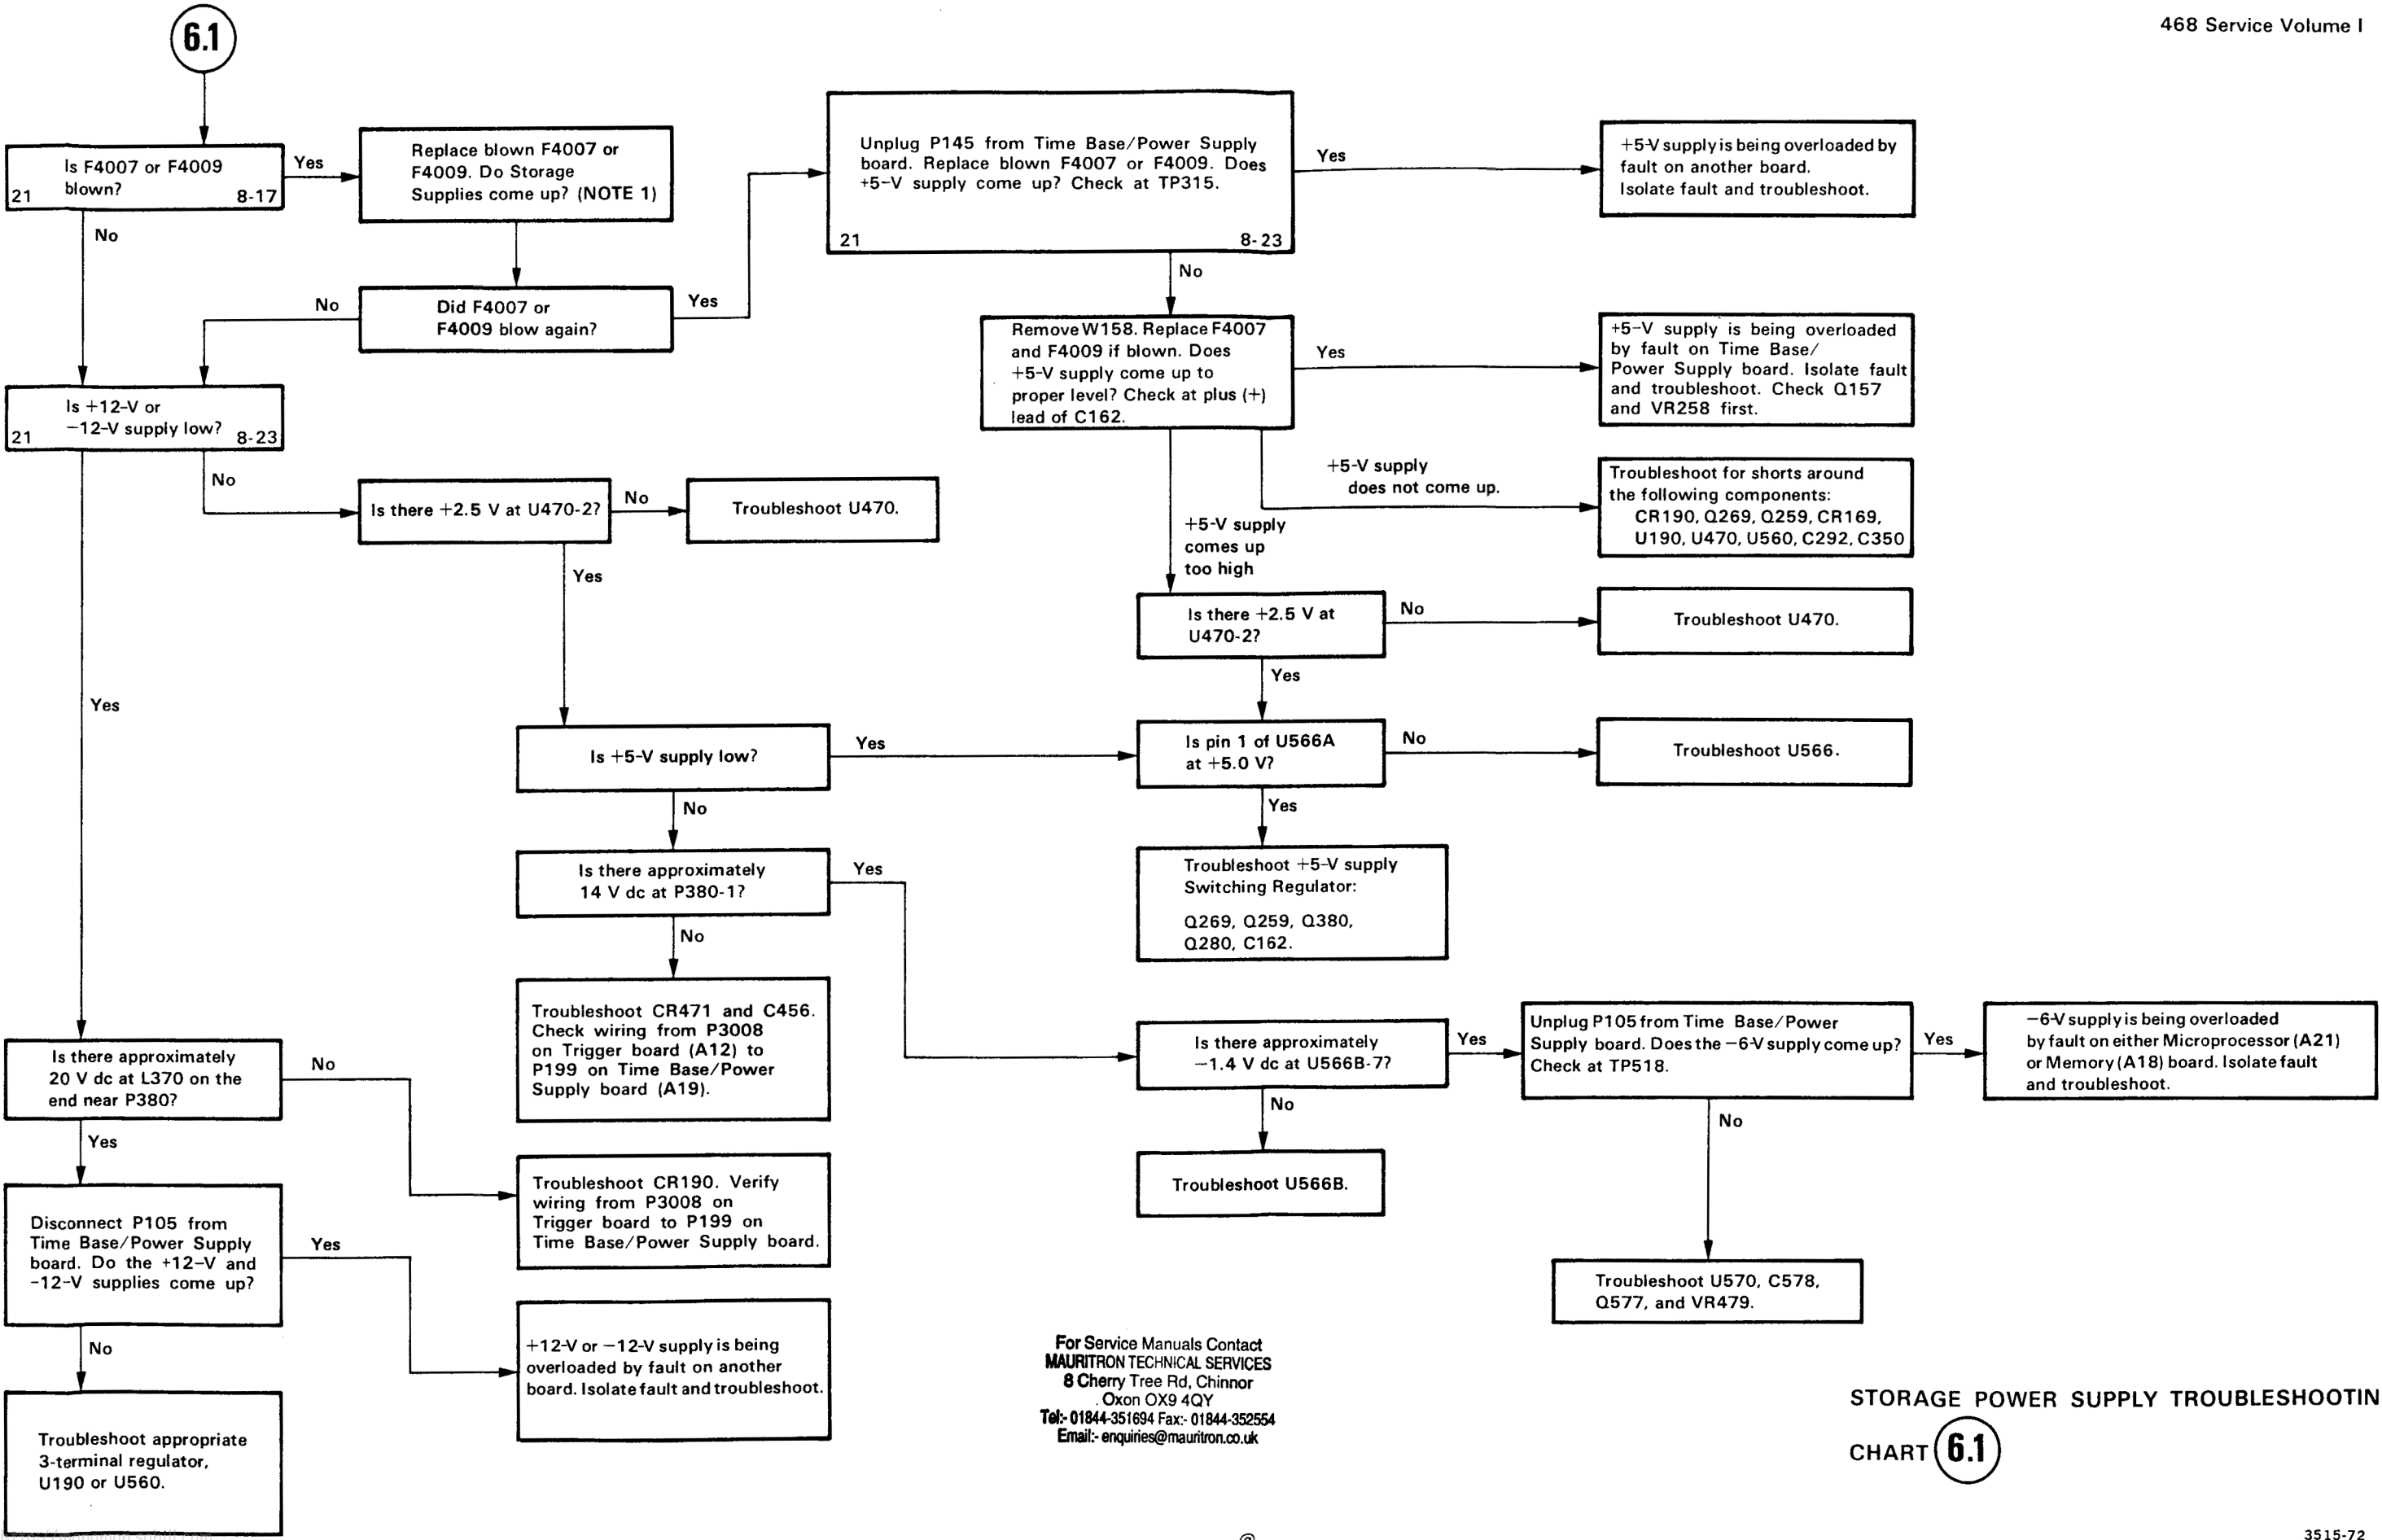 468 Service Volume I
6.1
Is F4007 or F4009
blown?
21 8-17
Yes
No
Replace blown F4007 or
F4009. Do Storage
Supplies come up? (NOTE 1)
Did F4007 or
F4009 blow again?
No
Yes
Unplug P145 from Time Base/Power Supply
board. Replace blown F4007 or F4009. Does
+5-V supply come up? Check at TP315.
21 8-23
Yes
No
+5-V supply is being overloaded by
fault on another board.
Isolate fault and troubleshoot.
Remove W158. Replace F4007
and F4009 if blown. Does
+5-V supply come up to
proper level? Check at plus (+)
lead of C162.
Yes
+5-V supply is being overloaded
by fault on Time Base/
Power Supply board. Isolate fault
and troubleshoot. Check Q157
and VR258 first.
+5-V supply
does not come up.
Troubleshoot for shorts around
the following components:
CR190, Q269, Q259, CR169,
U190, U470, U560, C292, C350
+5-V supply
comes up
too high
Is +12-V or
−12-V supply low?
21 8-23
No
Yes
Is there +2.5 V at U470-2?
No
Troubleshoot U470.
Yes
Is there +2.5 V at
U470-2?
No
Troubleshoot U470.
Yes
Is +5-V supply low?
Yes
No
Is pin 1 of U566A
at +5.0 V?
No
Troubleshoot U566.
Yes
Troubleshoot +5-V supply
Switching Regulator:
Q269, Q259, Q380,
Q280, C162.
Is there approximately
14 V dc at P380-1?
Yes
No
Troubleshoot CR471 and C456.
Check wiring from P3008
on Trigger board (A12) to
P199 on Time Base/Power
Supply board (A19).
Is there approximately
−1.4 V dc at U566B-7?
Yes
No
Troubleshoot U566B.
Unplug P105 from Time Base/Power
Supply board. Does the −6-V supply come up?
Check at TP518.
Yes
No
−6-V supply is being overloaded
by fault on either Microprocessor (A21)
or Memory (A18) board. Isolate fault
and troubleshoot.
Troubleshoot U570, C578,
Q577, and VR479.
Is there approximately
20 V dc at L370 on the
end near P380?
No
Yes
Troubleshoot CR190. Verify
wiring from P3008 on
Trigger board to P199 on
Time Base/Power Supply board.
Disconnect P105 from
Time Base/Power Supply
board. Do the +12-V and
-12-V supplies come up?
Yes
No
+12-V or −12-V supply is being
overloaded by fault on another
board. Isolate fault and troubleshoot.
Troubleshoot appropriate
3-terminal regulator,
U190 or U560.
For Service Manuals Contact
MAURITRON TECHNICAL SERVICES
8 Cherry Tree Rd, Chinnor
Oxon OX9 4QY
Tel:- 01844-351694 Fax:- 01844-352554
Email:- enquiries@mauritron.co.uk
STORAGE POWER SUPPLY TROUBLESHOOTIN
CHART 6.1
@
3515-72